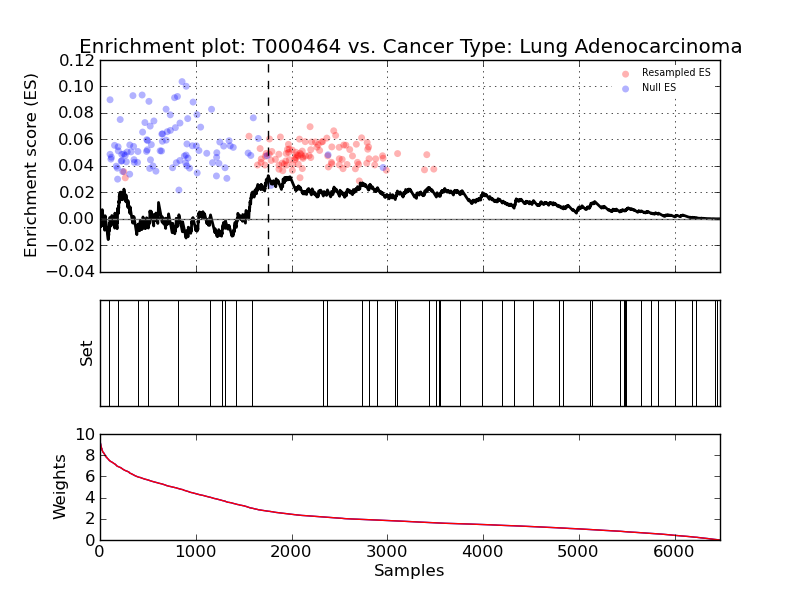 Enrichment plot: T000464 vs. Cancer Type: Lung Adenocarcinoma
Enrichment score (ES)
0.12
0.10
0.08
0.06
0.04
0.02
0.00
−0.02
−0.04
Resampled ES
Null ES
Set
Weights
10
8
6
4
2
0
0 1000 2000 3000 4000 5000 6000
Samples